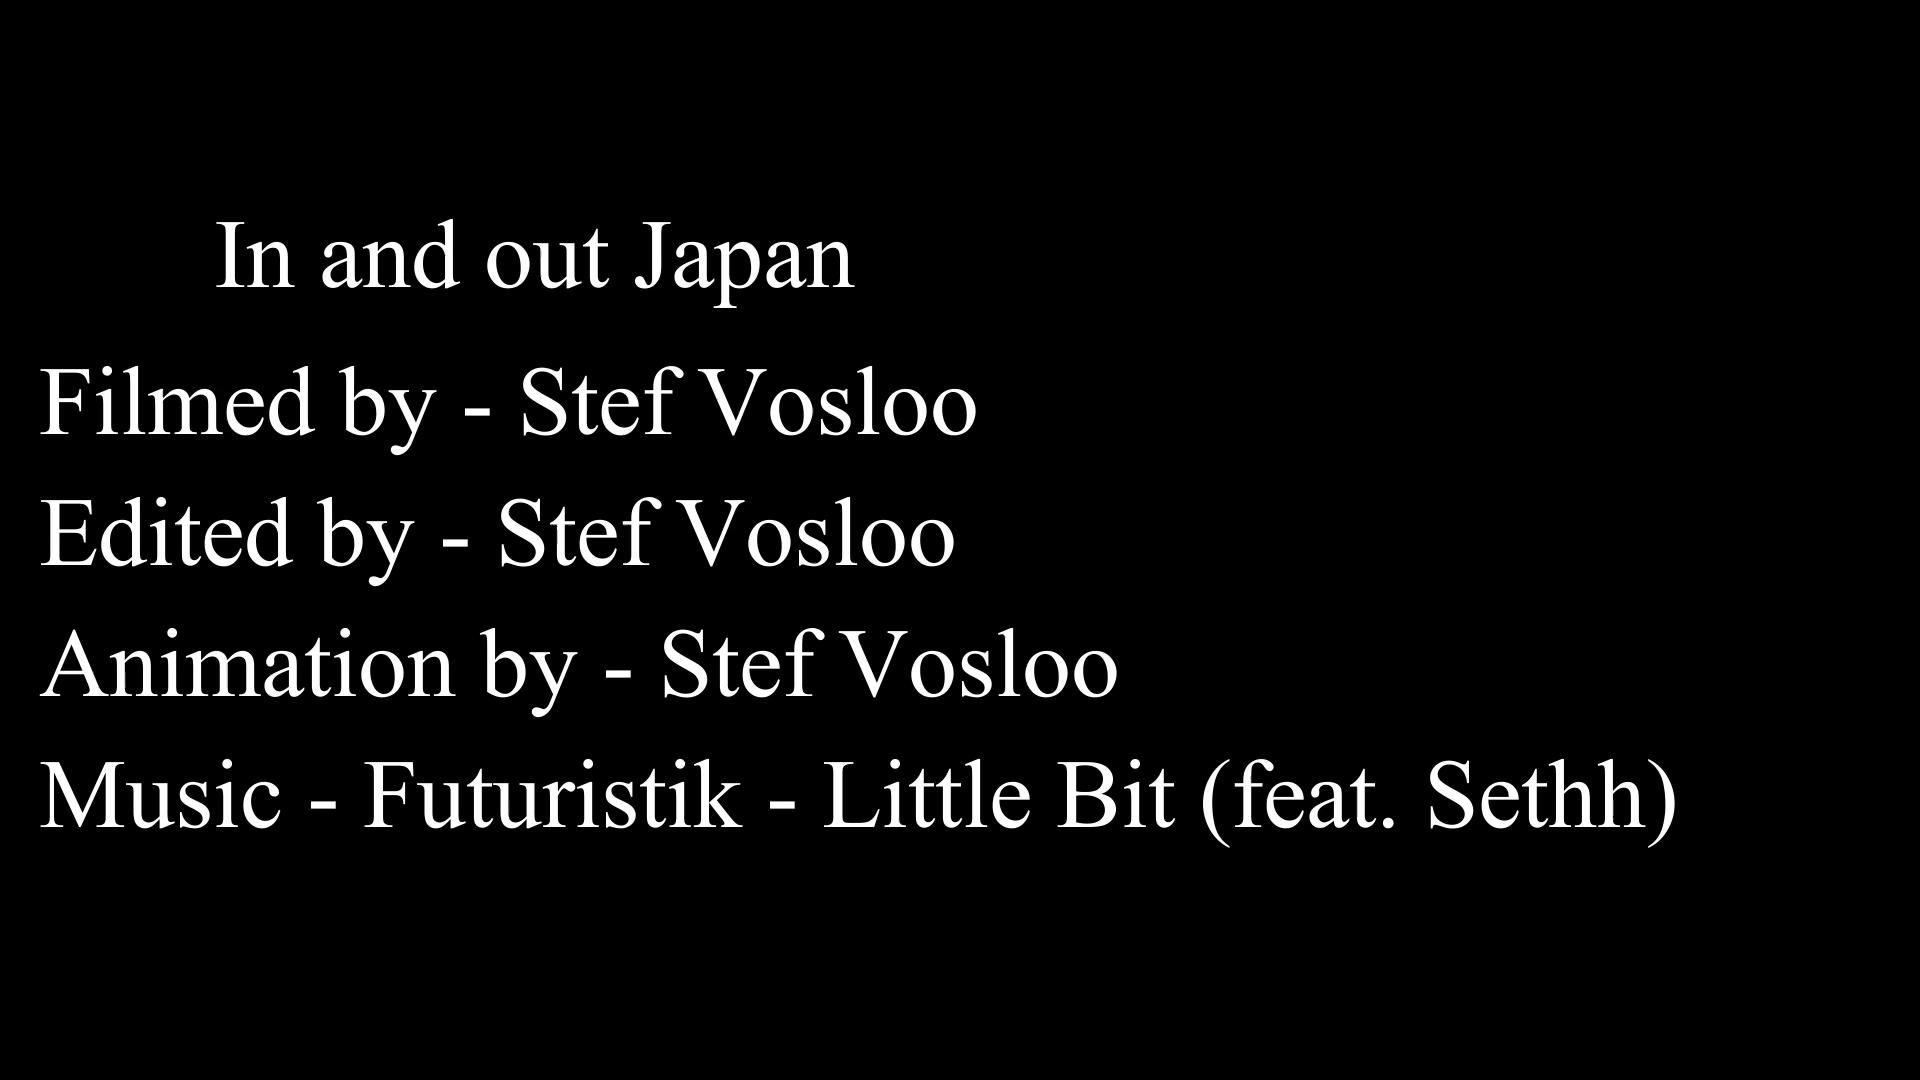 In and out Japan
Filmed by - Stef Vosloo
Edited by - Stef Vosloo
Animation by - Stef Vosloo
Music - Futuristik - Little Bit (feat. Sethh)